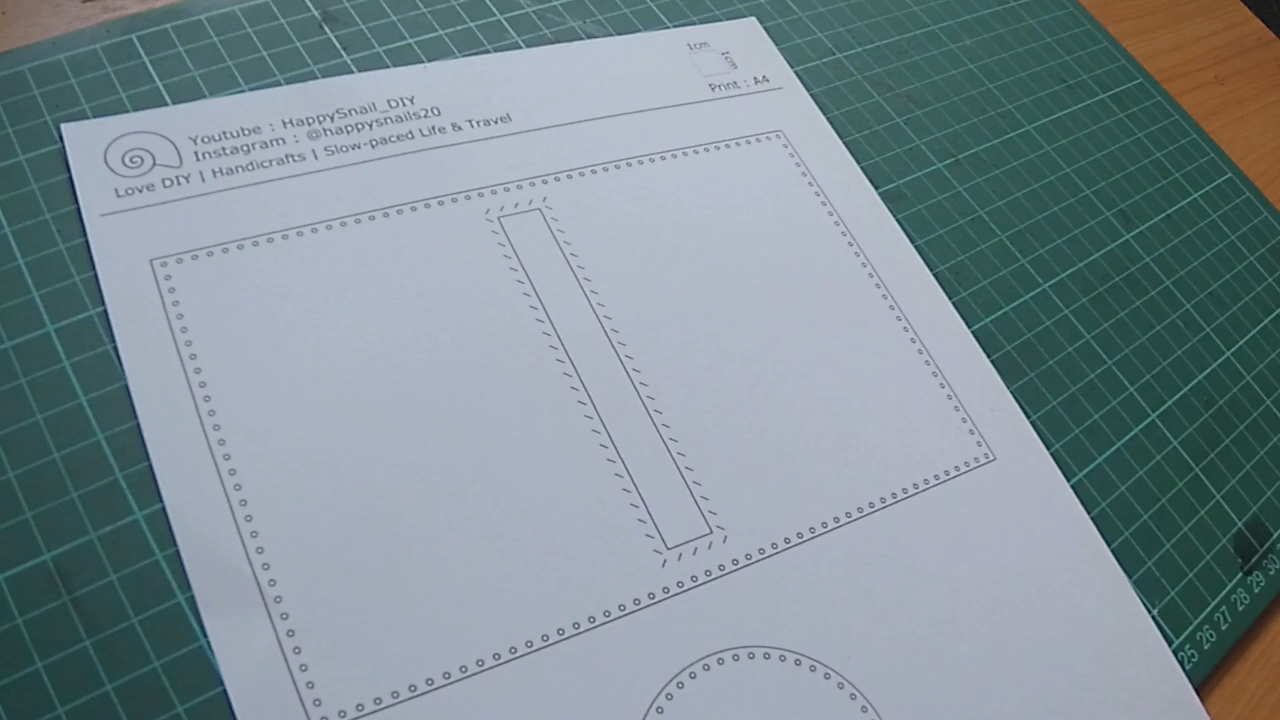 Youtube : HappySnail_DIY
Instagram : @happysnails20
Love DIY | Handicrafts | Slow-paced Life & Travel
1cm
1cm
Print : A4
25 26 27 28 29 30